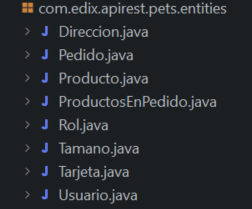 com.edix.apirest.pets.entities
J Direccion.java
J Pedido.java
J Producto.java
J ProductosEnPedido.java
J Rol.java
J Tamano.java
J Tarjeta.java
J Usuario.java